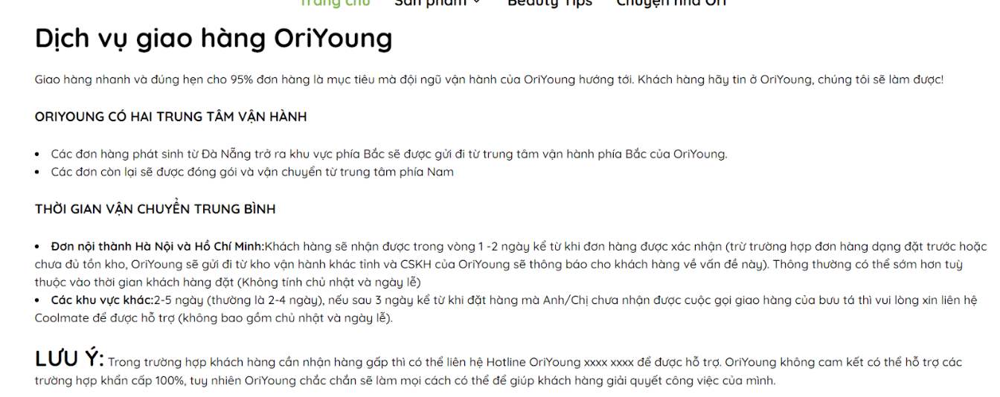 Trang chủ Sản phẩm Beauty Tips Chuyện nhà Ori
Dịch vụ giao hàng OriYoung
Giao hàng nhanh và đúng hẹn cho 95% đơn hàng là mục tiêu mà đội ngũ vận hành của OriYoung hướng tới. Khách hàng hãy tin ở OriYoung, chúng tôi sẽ làm được!
ORIYOUNG CÓ HAI TRUNG TÂM VẬN HÀNH
• Các đơn hàng phát sinh từ Đà Nẵng trở ra khu vực phía Bắc sẽ được gửi đi từ trung tâm vận hành phía Bắc của OriYoung.
• Các đơn còn lại sẽ được đóng gói và vận chuyển từ trung tâm phía Nam
THỜI GIAN VẬN CHUYỂN TRUNG BÌNH
• Đơn nội thành Hà Nội và Hồ Chí Minh:Khách hàng sẽ nhận được trong vòng 1 -2 ngày kể từ khi đơn hàng được xác nhận (trừ trường hợp đơn hàng dạng đặt trước hoặc
chưa đủ tồn kho, OriYoung sẽ gửi đi từ kho vận hành khác tỉnh và CSKH của OriYoung sẽ thông báo cho khách hàng về vấn đề này). Thông thường có thể sớm hơn tuỳ
thuộc vào thời gian khách hàng đặt (Không tính chủ nhật và ngày lễ)
• Các khu vực khác:2-5 ngày (thường là 2-4 ngày), nếu sau 3 ngày kể từ khi đặt hàng mà Anh/Chị chưa nhận được cuộc gọi giao hàng của bưu tá thì vui lòng xin liên hệ
Coolmate để được hỗ trợ (không bao gồm chủ nhật và ngày lễ).
LƯU Ý: Trong trường hợp khách hàng cần nhận hàng gấp thì có thể liên hệ Hotline OriYoung xxxx xxxx để được hỗ trợ. OriYoung không cam kết có thể hỗ trợ các
trường hợp khẩn cấp 100%, tuy nhiên OriYoung chắc chắn sẽ làm mọi cách có thể để giúp khách hàng giải quyết công việc của mình.